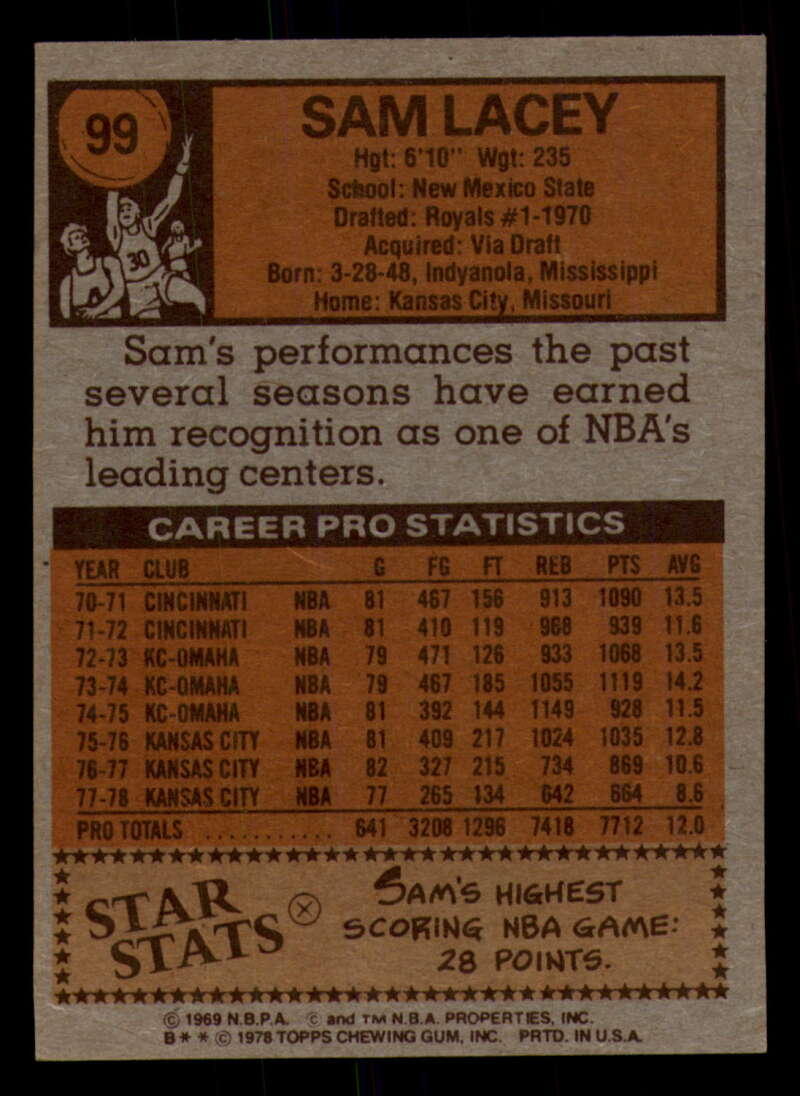 99
SAM LACEY
Hgt: 6'10" Wgt: 235
School: New Mexico State
Drafted: Royals #1-1970
Acquired: Via Draft
Born: 3-28-48, Indyanola, Mississippi
Home: Kansas City, Missouri
30
Sam's performances the past
several seasons have earned
him recognition as one of NBA's
leading centers.
CAREER PRO STATISTICS
YEAR CLUB G FG FT REB PTS AVG
70-71 CINCINNATI NBA 81 467 156 913 1090 13.5
71-72 CINCINNATI NBA 81 410 119 968 939 11.6
72-73 KC-OMAHA NBA 79 471 126 933 1068 13.5
73-74 KC-OMAHA NBA 79 467 185 1055 1119 14.2
74-75 KC-OMAHA NBA 81 392 144 1149 928 11.5
75-76 KANSAS CITY NBA 81 409 217 1024 1035 12.8
76-77 KANSAS CITY NBA 82 327 215 734 869 10.6
77-78 KANSAS CITY NBA 77 265 134 642 664 8.6
PRO TOTALS ........... 641 3208 1296 7418 7712 12.0
STAR
STATS
SAM'S HIGHEST
SCORING NBA GAME:
28 POINTS.
© 1969 N.B.P.A. © and TM N.B.A. PROPERTIES, INC.
B * * © 1978 TOPPS CHEWING GUM, INC. PRTD. IN U.S.A.